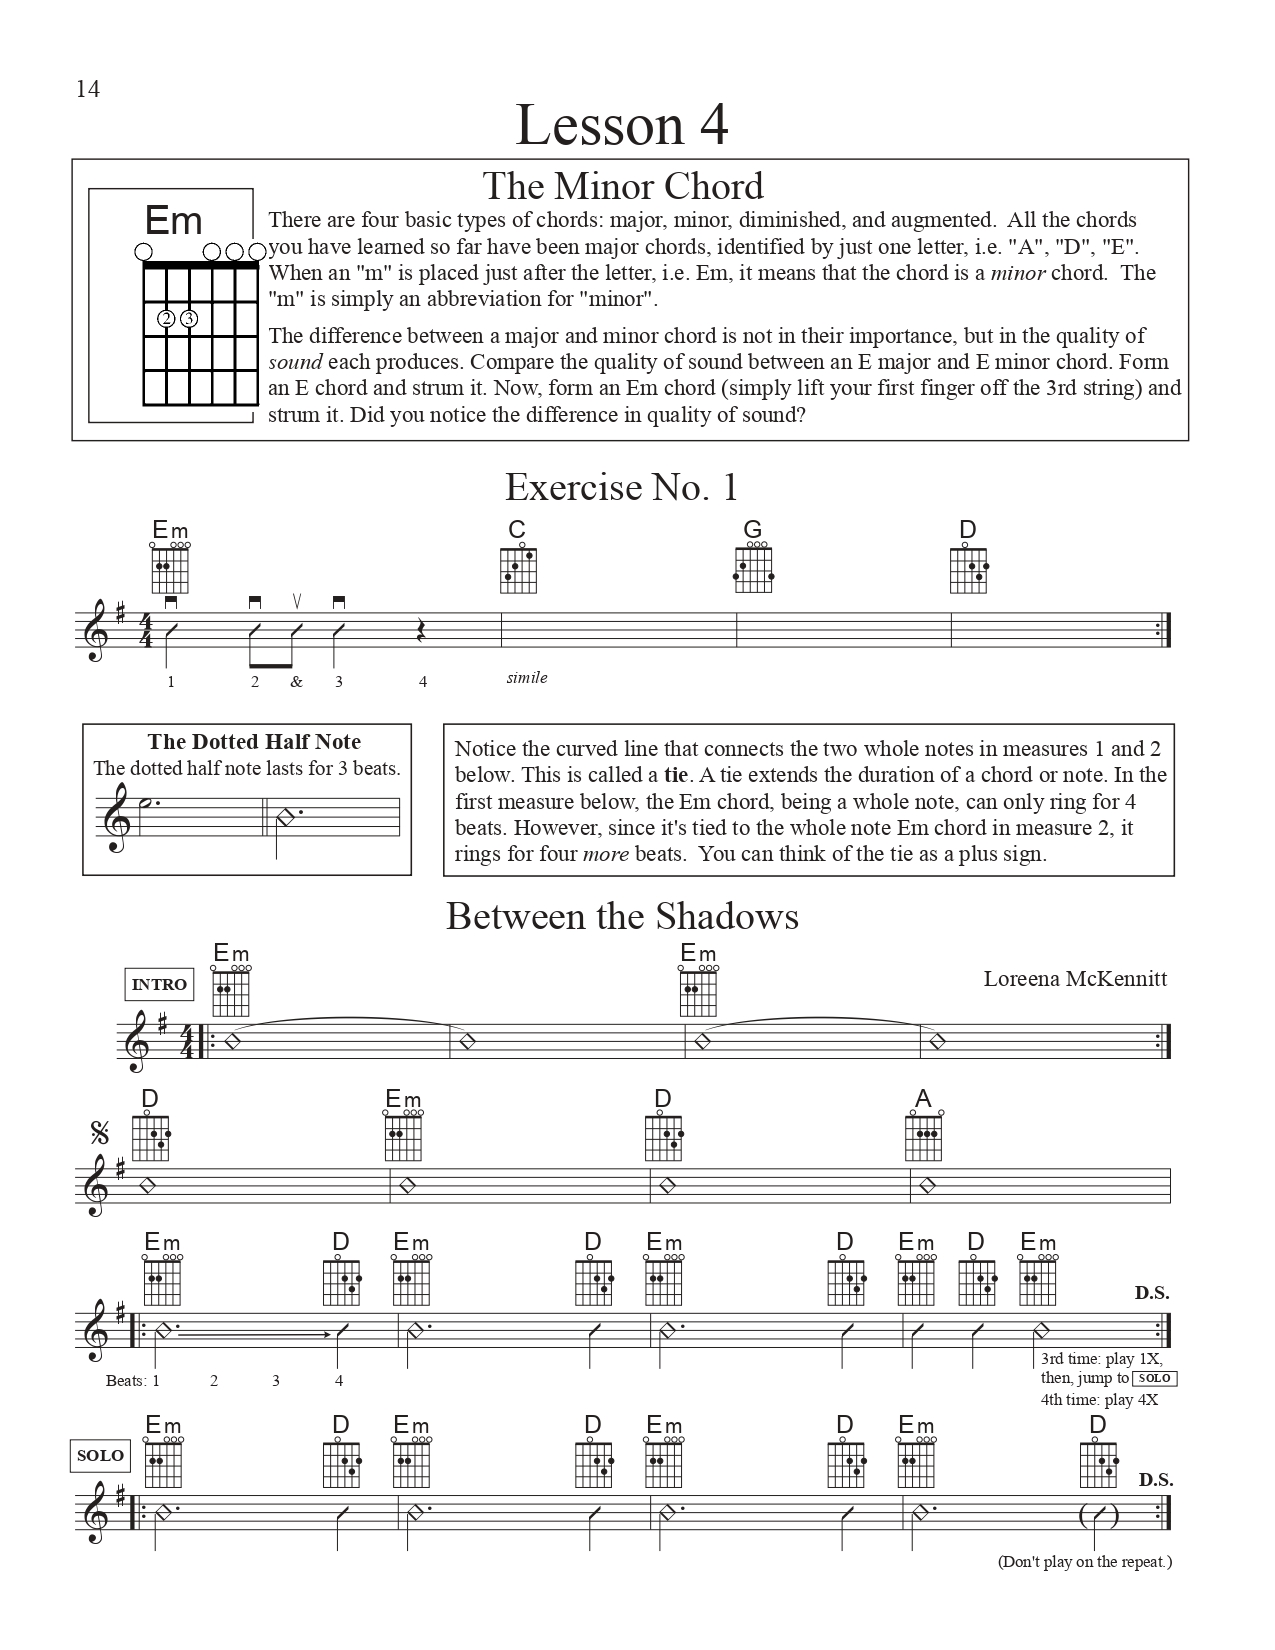 14
Lesson 4
The Minor Chord
Em
There are four basic types of chords: major, minor, diminished, and augmented.  All the chords
you have learned so far have been major chords, identified by just one letter, i.e. "A", "D", "E".
When an "m" is placed just after the letter, i.e. Em, it means that the chord is a minor chord.  The
"m" is simply an abbreviation for "minor".
2 3
The difference between a major and minor chord is not in their importance, but in the quality of
sound each produces. Compare the quality of sound between an E major and E minor chord. Form
an E chord and strum it. Now, form an Em chord (simply lift your first finger off the 3rd string) and
strum it. Did you notice the difference in quality of sound?
Exercise No. 1
Em C G D
4
4
1 2 & 3 4 simile
The Dotted Half Note
The dotted half note lasts for 3 beats.
Notice the curved line that connects the two whole notes in measures 1 and 2
below. This is called a tie. A tie extends the duration of a chord or note. In the
first measure below, the Em chord, being a whole note, can only ring for 4
beats. However, since it's tied to the whole note Em chord in measure 2, it
rings for four more beats.  You can think of the tie as a plus sign.
Between the Shadows
Em Em
INTRO
Loreena McKennitt
4
4
D Em D A
Em D Em D Em D Em D Em
D.S.
3rd time: play 1X,
then, jump to SOLO
4th time: play 4X
Beats: 1 2 3 4
Em D Em D Em D Em D
SOLO
D.S.
( )
(Don't play on the repeat.)